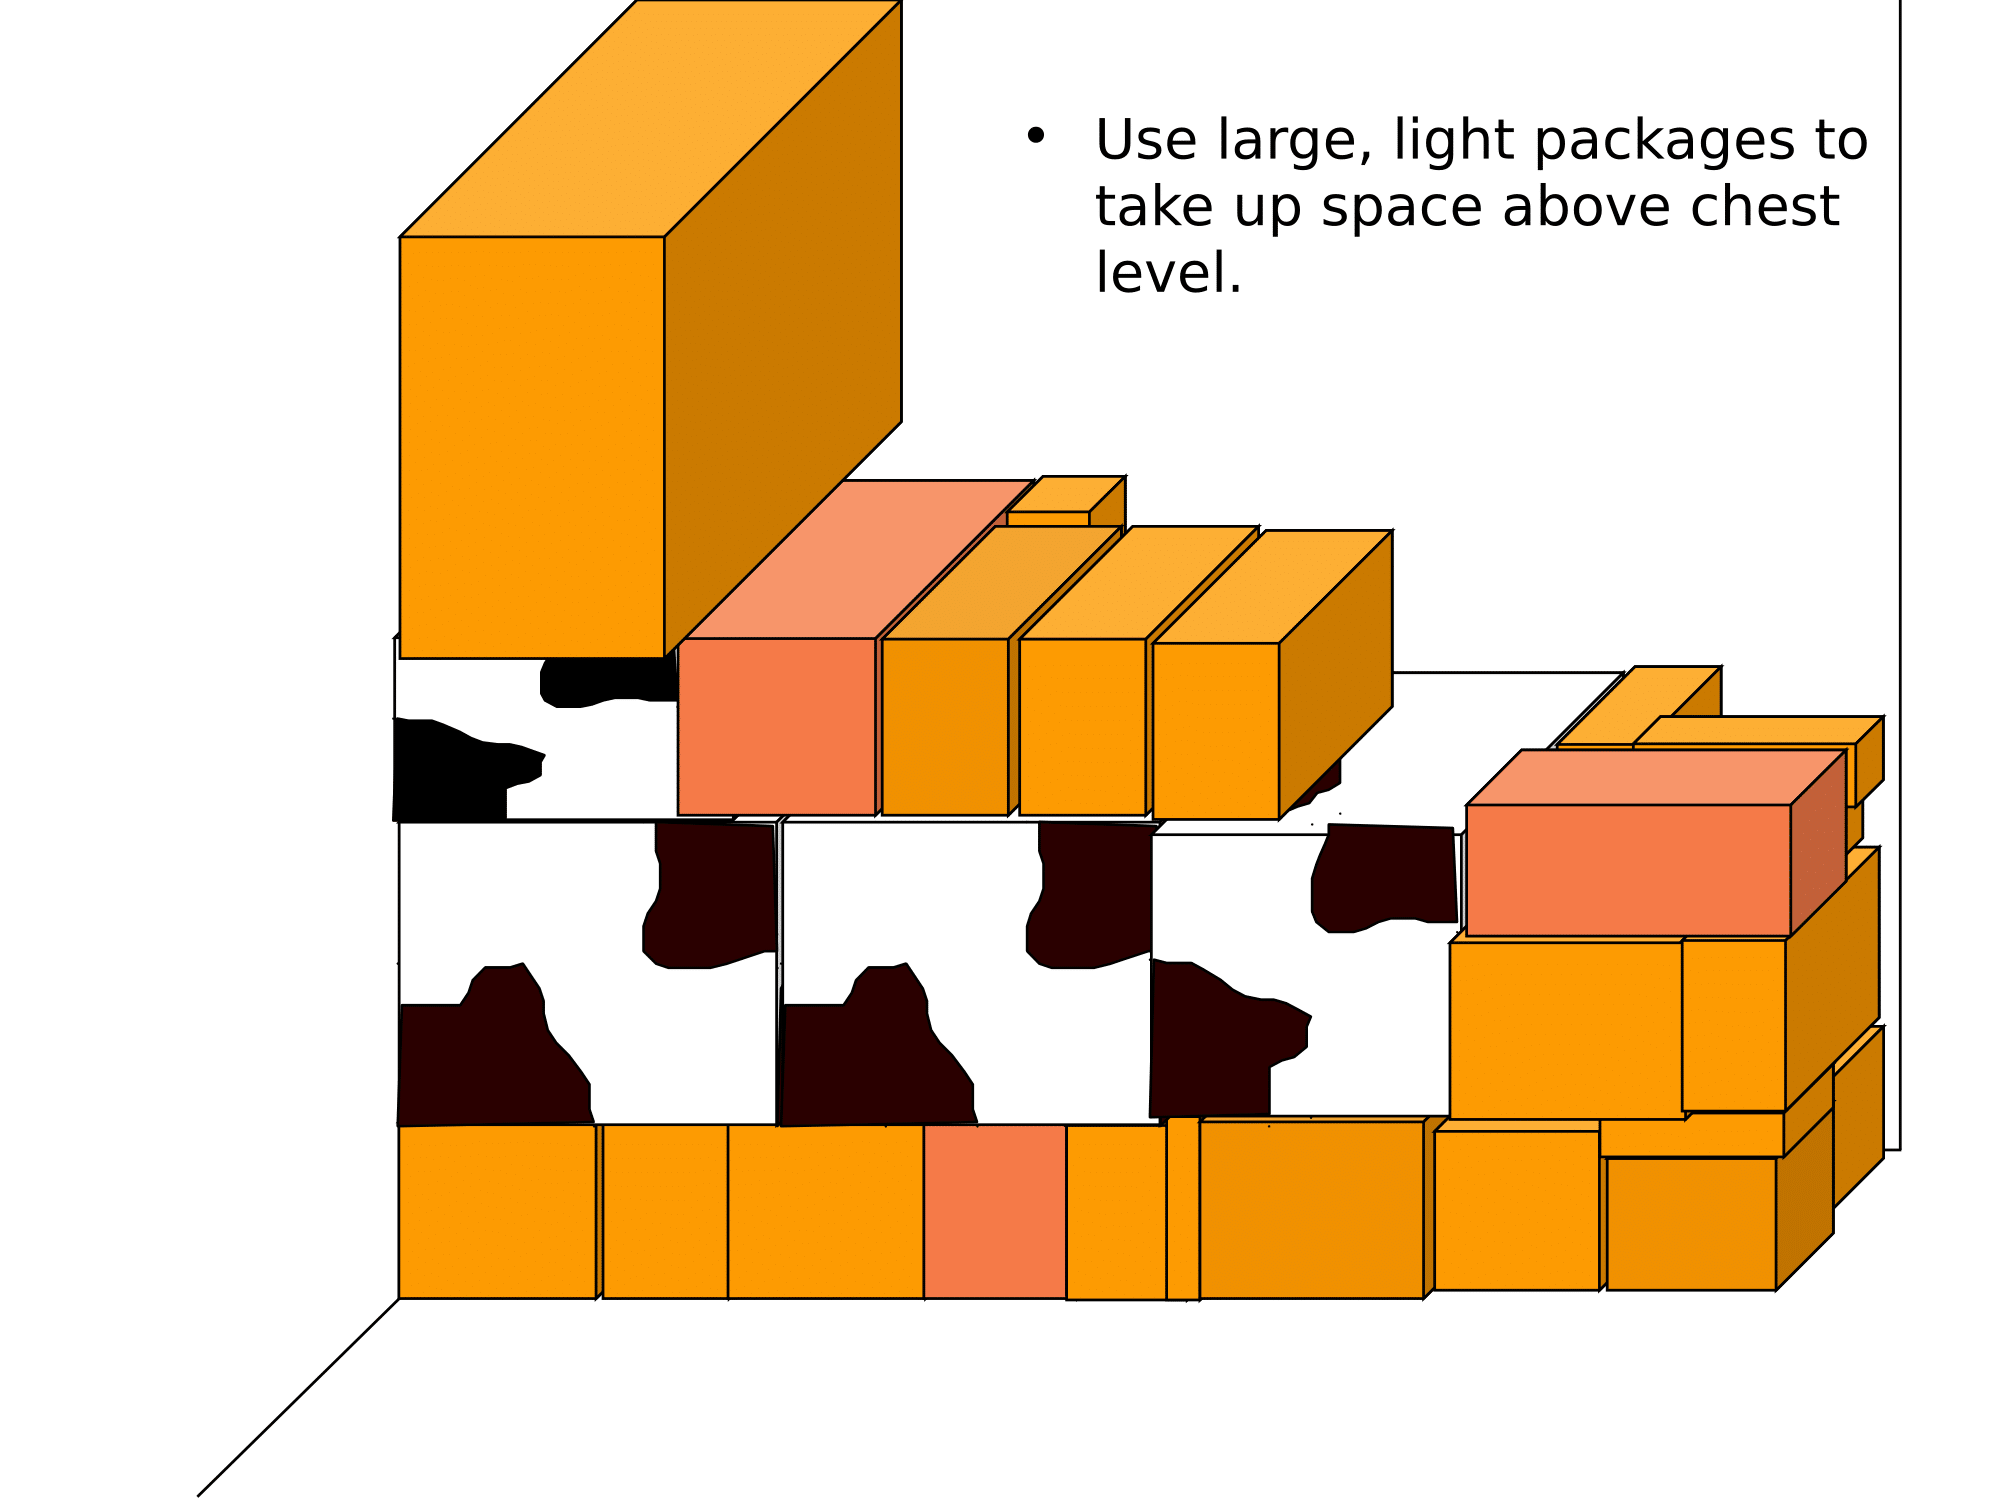 • Use large, light packages to
take up space above chest
level.